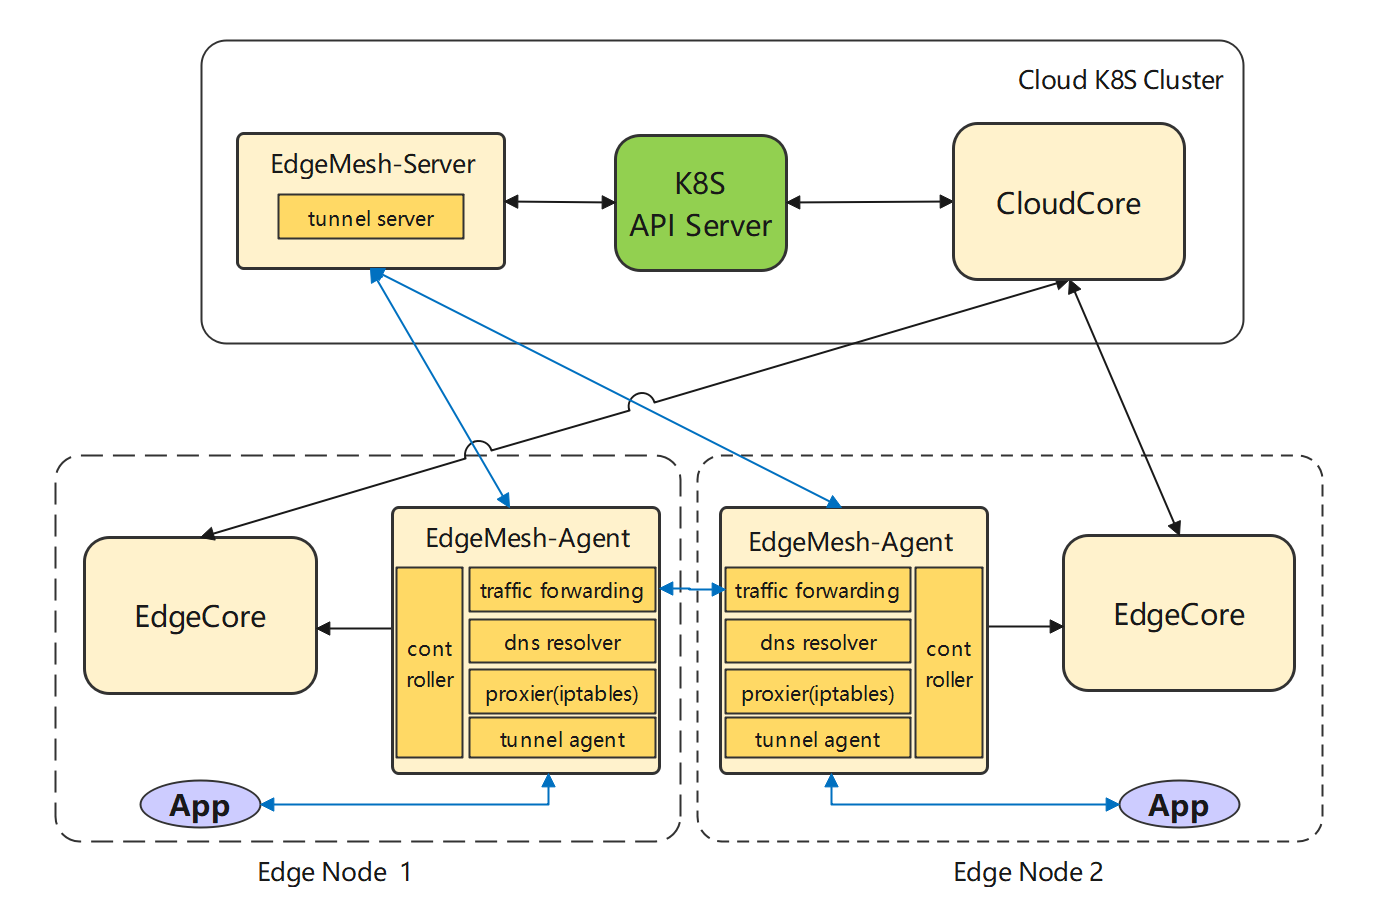 Cloud K8S Cluster
EdgeMesh-Server
tunnel server
K8S
API Server
CloudCore
EdgeCore
EdgeMesh-Agent
cont
roller
traffic forwarding
dns resolver
proxier(iptables)
tunnel agent
App
Edge Node 1
EdgeMesh-Agent
traffic forwarding
dns resolver
proxier(iptables)
tunnel agent
cont
roller
EdgeCore
App
Edge Node 2